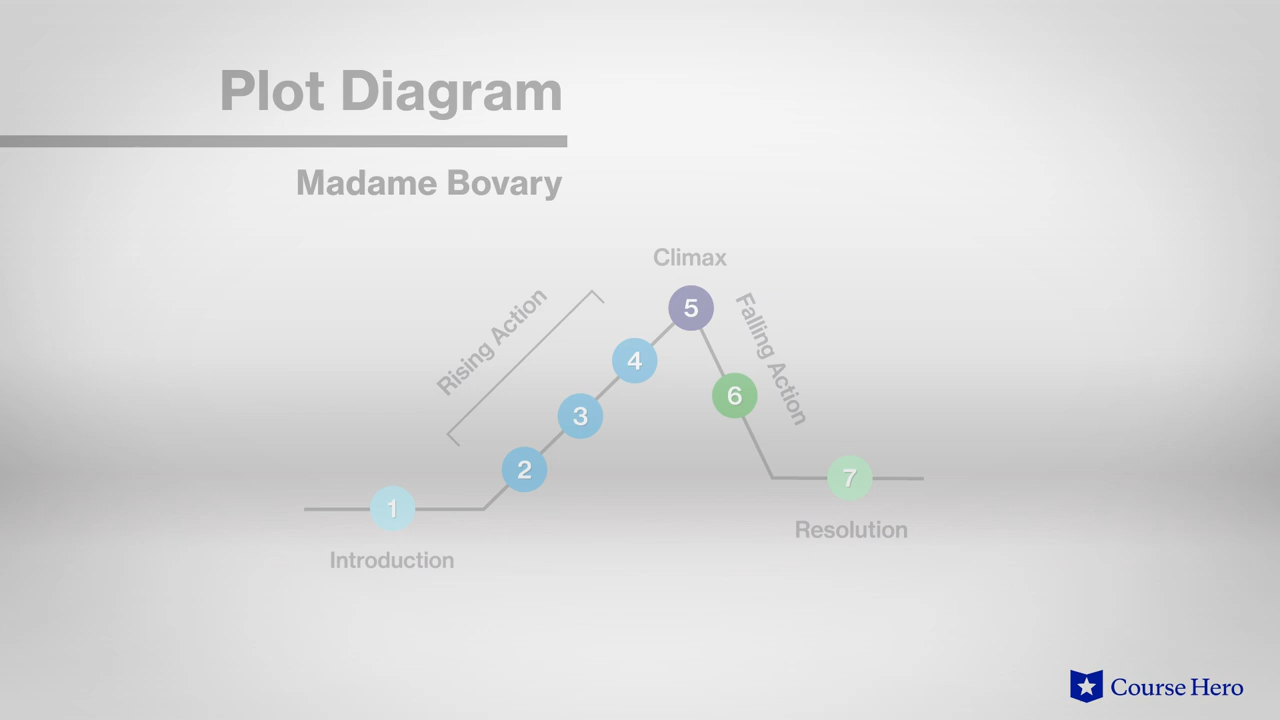 Plot Diagram
Madame Bovary
Climax
Rising Action
Falling Action
5
4
6
3
2
7
1
Resolution
Introduction
Course Hero